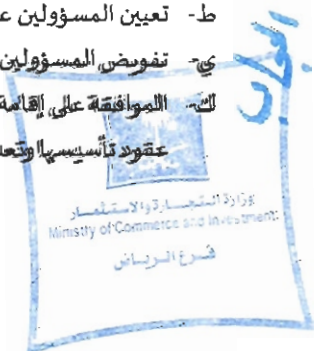 ط- تعيين المسؤولين
ي- تفويض المسؤولين
ك- الموافقة على إقامة
عقود تأسيسها وتعد
وزارة التجارة والاستثمار
Ministry of Commerce and Investment
فرع الرياض